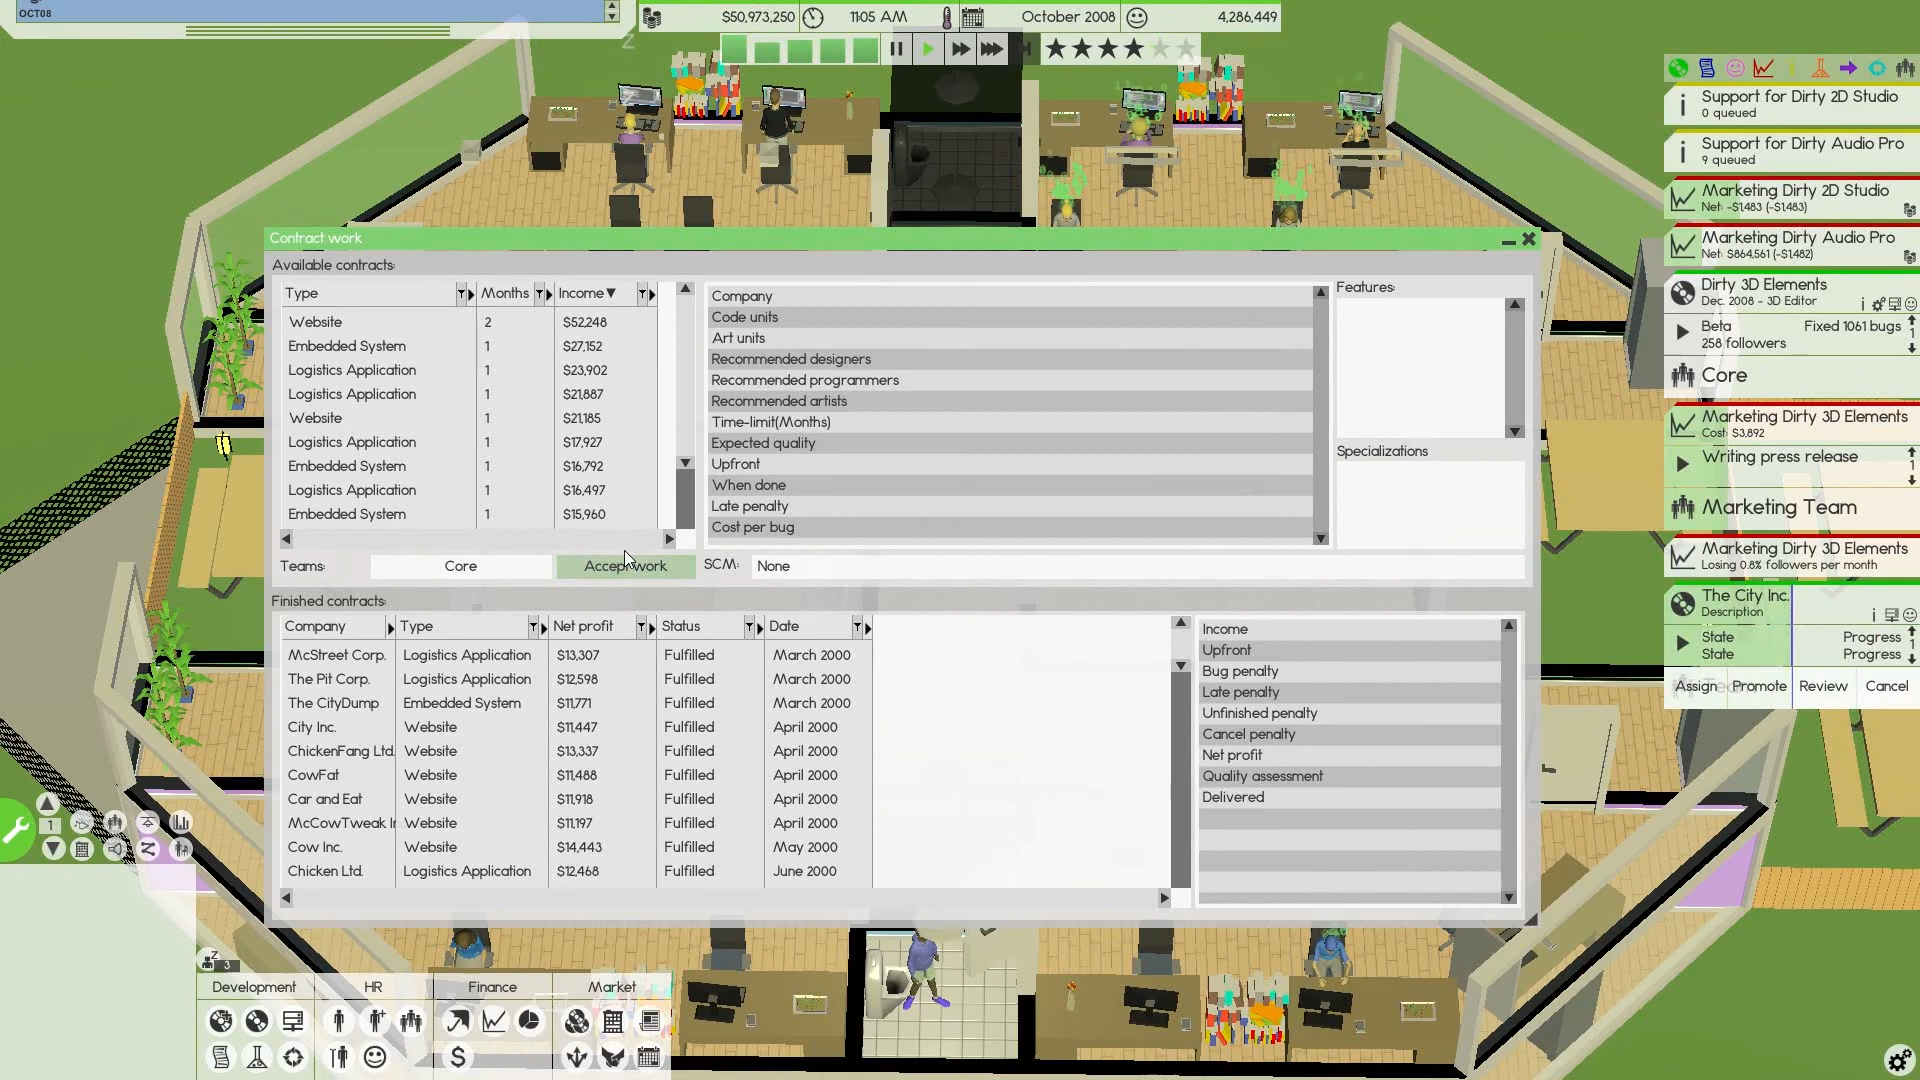 OCT08
$50,973,250
11:05 AM
October 2008
4,286,449
Support for Dirty 2D Studio
0 queued
Support for Dirty Audio Pro
9 queued
Marketing Dirty 2D Studio
Net: -$1,483 (-$1,483)
Marketing Dirty Audio Pro
Net: $864,561 (-$1,482)
Dirty 3D Elements
Dec. 2008 - 3D Editor
Beta Fixed 1061 bugs
258 followers
1
Core
Marketing Dirty 3D Elements
Cost: $3,892
Writing press release
1
Marketing Team
Marketing Dirty 3D Elements
Losing 0.8% followers per month
The City Inc.
Description
State Progress
State Progress
1
Assign Promote Review Cancel
Contract work
Available contracts:
Type Months Income
Website 2 $52,248
Embedded System 1 $27,152
Logistics Application 1 $23,902
Logistics Application 1 $21,887
Website 1 $21,185
Logistics Application 1 $17,927
Embedded System 1 $16,792
Logistics Application 1 $16,497
Embedded System 1 $15,960
Company
Code units
Art units
Recommended designers
Recommended programmers
Recommended artists
Time-limit(Months)
Expected quality
Upfront
When done
Late penalty
Cost per bug
Features:
Specializations
Teams: Core Accept work SCM: None
Finished contracts:
Company Type Net profit Status Date
McStreet Corp. Logistics Application $13,307 Fulfilled March 2000
The Pit Corp. Logistics Application $12,598 Fulfilled March 2000
The CityDump Embedded System $11,771 Fulfilled March 2000
City Inc. Website $11,447 Fulfilled April 2000
ChickenFang Ltd. Website $13,337 Fulfilled April 2000
CowFat Website $11,488 Fulfilled April 2000
Car and Eat Website $11,918 Fulfilled April 2000
McCowTweak Website $11,197 Fulfilled April 2000
Cow Inc. Website $14,443 Fulfilled May 2000
Chicken Ltd. Logistics Application $12,468 Fulfilled June 2000
Income
Upfront
Bug penalty
Late penalty
Unfinished penalty
Cancel penalty
Net profit
Quality assessment
Delivered
1
3
Development HR Finance Market